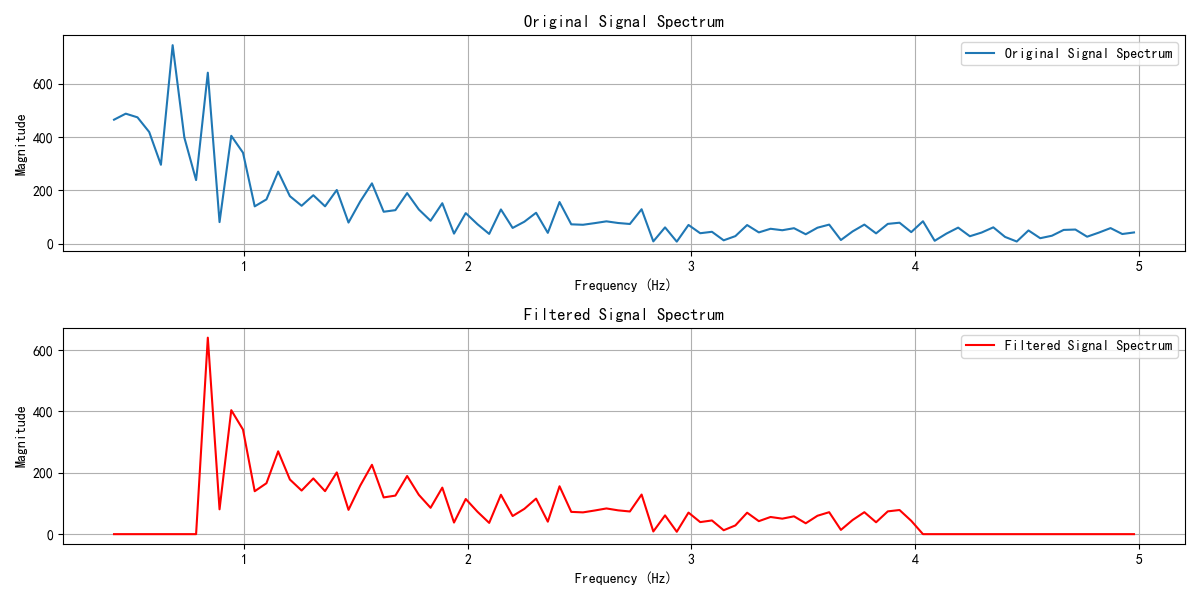 Original Signal Spectrum
Original Signal Spectrum
600
400
200
0
Magnitude
1 2 3 4 5
Frequency (Hz)
Filtered Signal Spectrum
Filtered Signal Spectrum
600
400
200
0
Magnitude
1 2 3 4 5
Frequency (Hz)